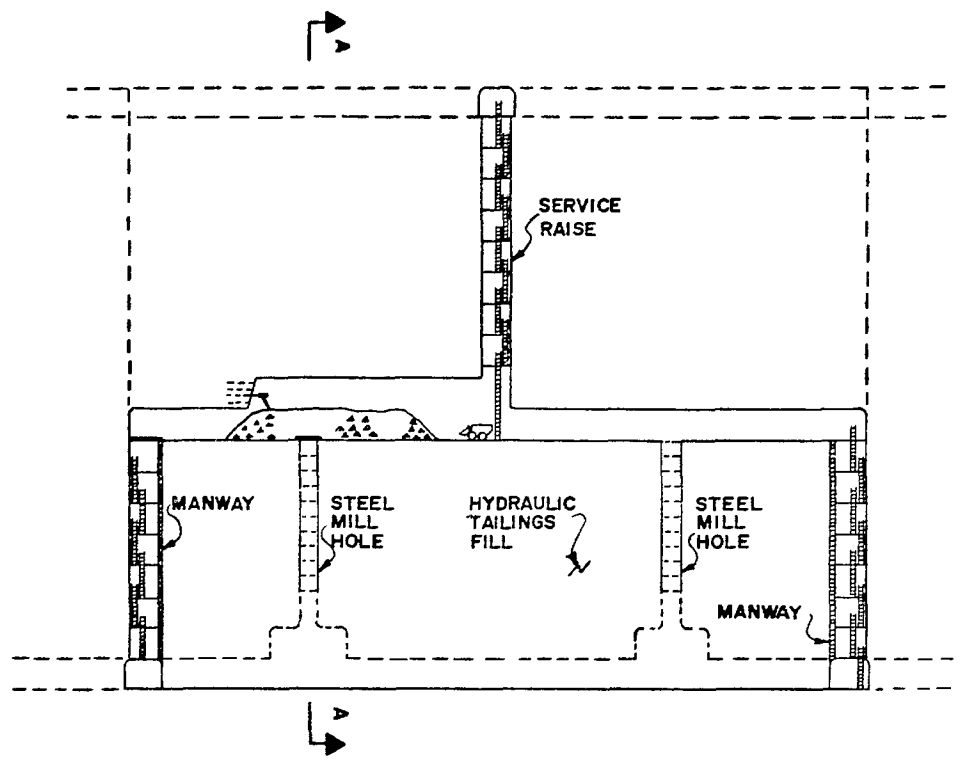 A
SERVICE
RAISE
MANWAY
STEEL
MILL
HOLE
HYDRAULIC
TAILINGS
FILL
STEEL
MILL
HOLE
MANWAY
A